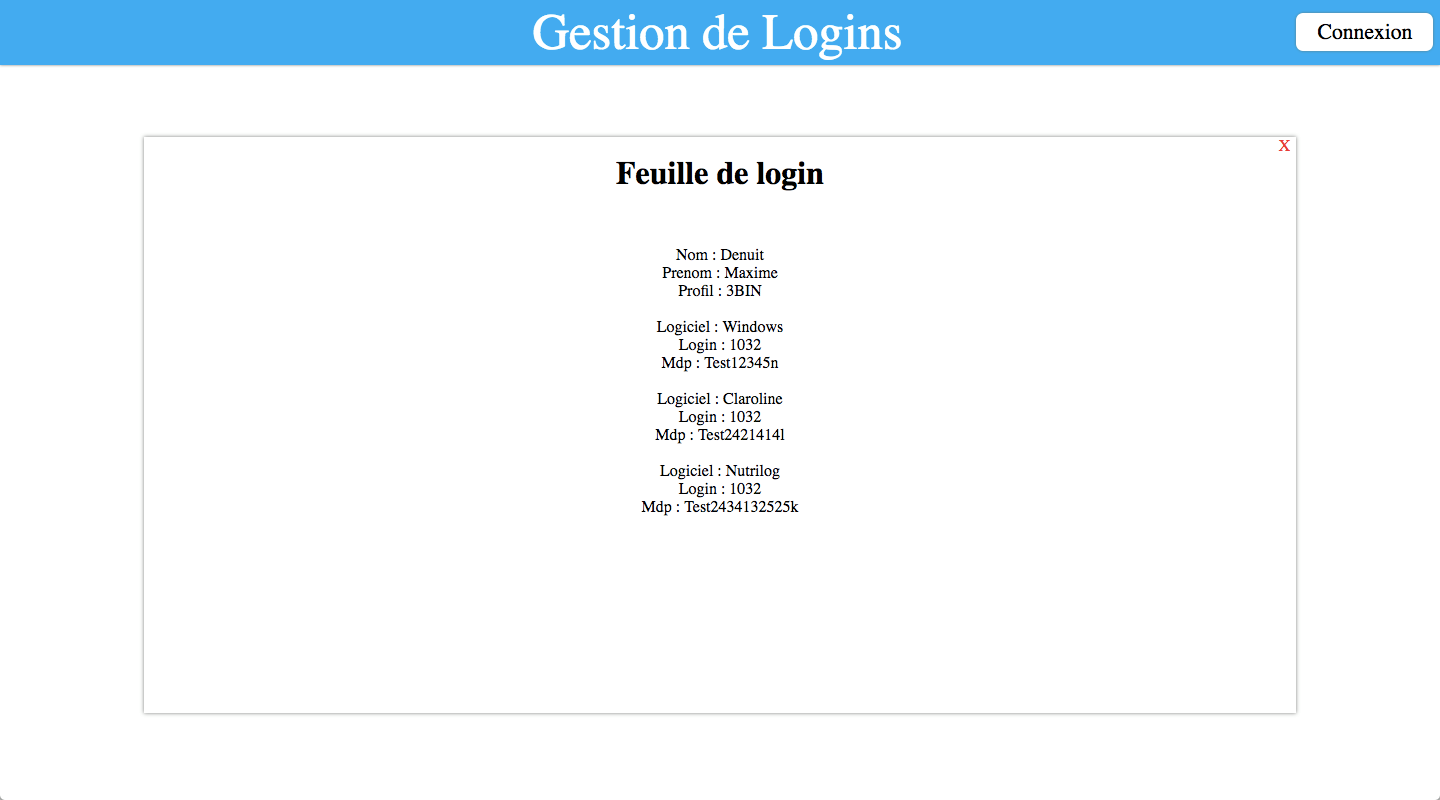 Gestion de Logins
Connexion
X
Feuille de login
Nom : Denuit
Prenom : Maxime
Profil : 3BIN
Logiciel : Windows
Login : 1032
Mdp : Test12345n
Logiciel : Claroline
Login : 1032
Mdp : Test2421414l
Logiciel : Nutrilog
Login : 1032
Mdp : Test2434132525k